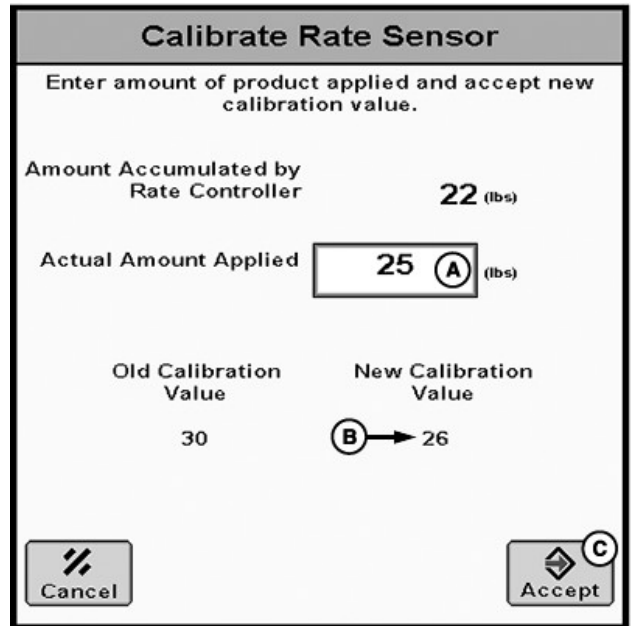 Calibrate Rate Sensor
Enter amount of product applied and accept new
calibration value.
Amount Accumulated by
Rate Controller
22 (lbs)
Actual Amount Applied
25 A (lbs)
Old Calibration
Value
New Calibration
Value
30
B 26
C
Cancel
Accept